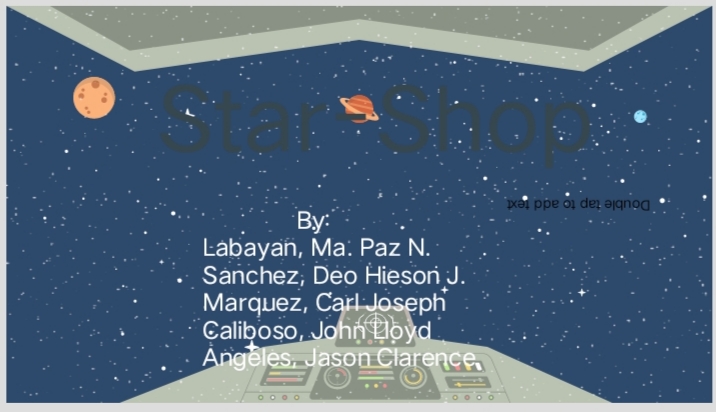 Star-Shop
Double tap to add text
By:
Labayan, Ma. Paz N.
Sanchez, Deo Hieson J.
Marquez, Carl Joseph
Caliboso, John Lloyd
Angeles, Jason Clarence